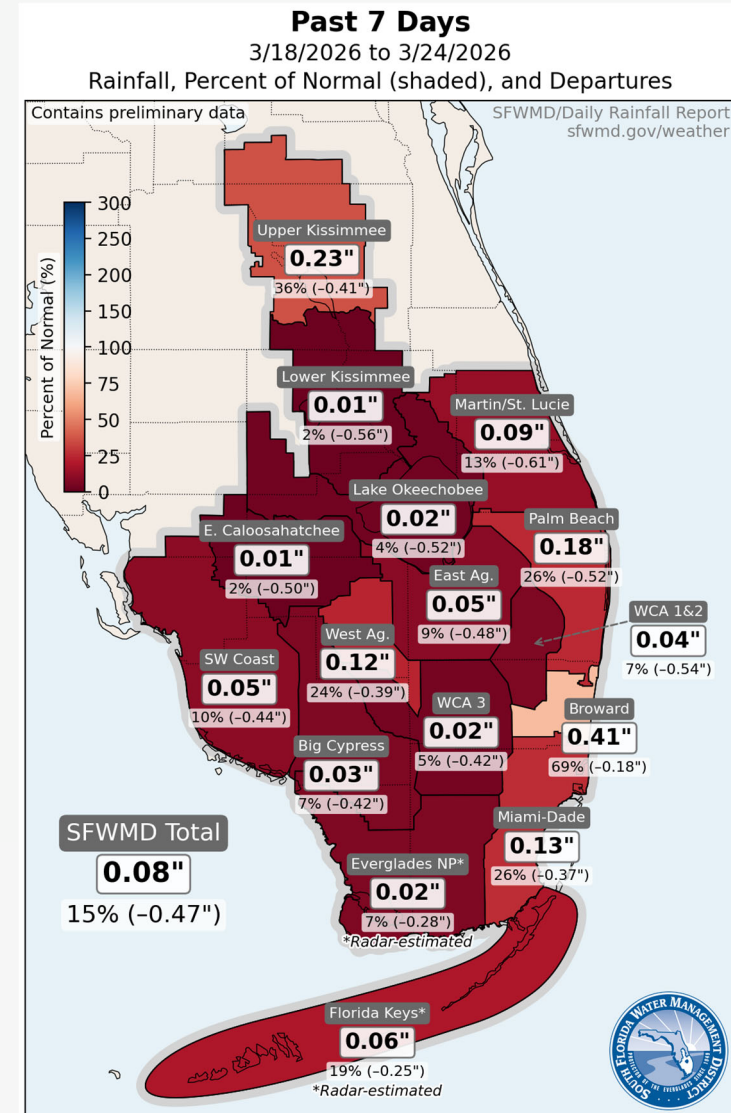 Past 7 Days
3/18/2026 to 3/24/2026
Rainfall, Percent of Normal (shaded), and Departures
Contains preliminary data
SFWMD/Daily Rainfall Report
sfwmd.gov/weather
Percent of Normal (%)
300
250
200
150
100
75
50
25
0
Upper Kissimmee
0.23"
36% (–0.41")
Lower Kissimmee
0.01"
2% (–0.56")
Martin/St. Lucie
0.09"
13% (–0.61")
Lake Okeechobee
0.02"
4% (–0.52")
Palm Beach
0.18"
26% (–0.52")
E. Caloosahatchee
0.01"
2% (–0.50")
East Ag.
0.05"
9% (–0.48")
WCA 1&2
0.04"
7% (–0.54")
West Ag.
0.12"
24% (–0.39")
SW Coast
0.05"
10% (–0.44")
WCA 3
0.02"
5% (–0.42")
Broward
0.41"
69% (–0.18")
Big Cypress
0.03"
7% (–0.42")
Miami-Dade
0.13"
26% (–0.37")
SFWMD Total
0.08"
15% (–0.47")
Everglades NP*
0.02"
7% (–0.28")
*Radar-estimated
Florida Keys*
0.06"
19% (–0.25")
*Radar-estimated
SOUTH FLORIDA WATER MANAGEMENT DISTRICT